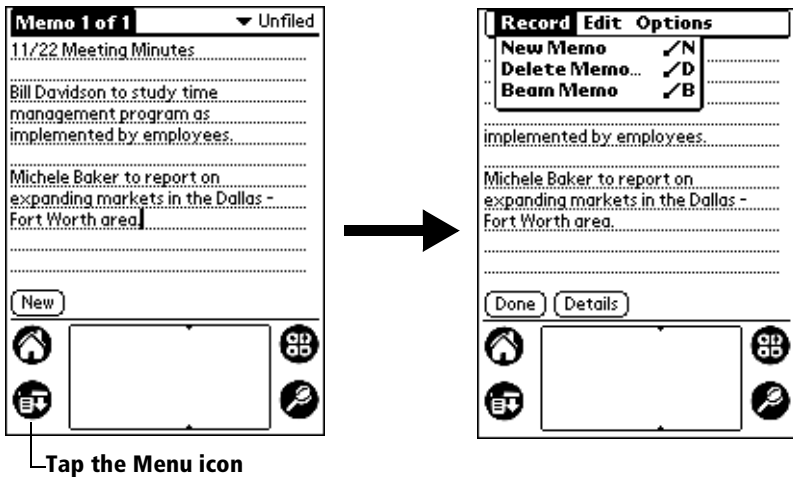 Memo 1 of 1
Unfiled
11/22 Meeting Minutes
Bill Davidson to study time
management program as
implemented by employees.
Michele Baker to report on
expanding markets in the Dallas -
Fort Worth area.
New
Tap the Menu icon
Record Edit Options
New Memo /N
Delete Memo... /D
Beam Memo /B
implemented by employees.
Michele Baker to report on
expanding markets in the Dallas -
Fort Worth area.
Done Details